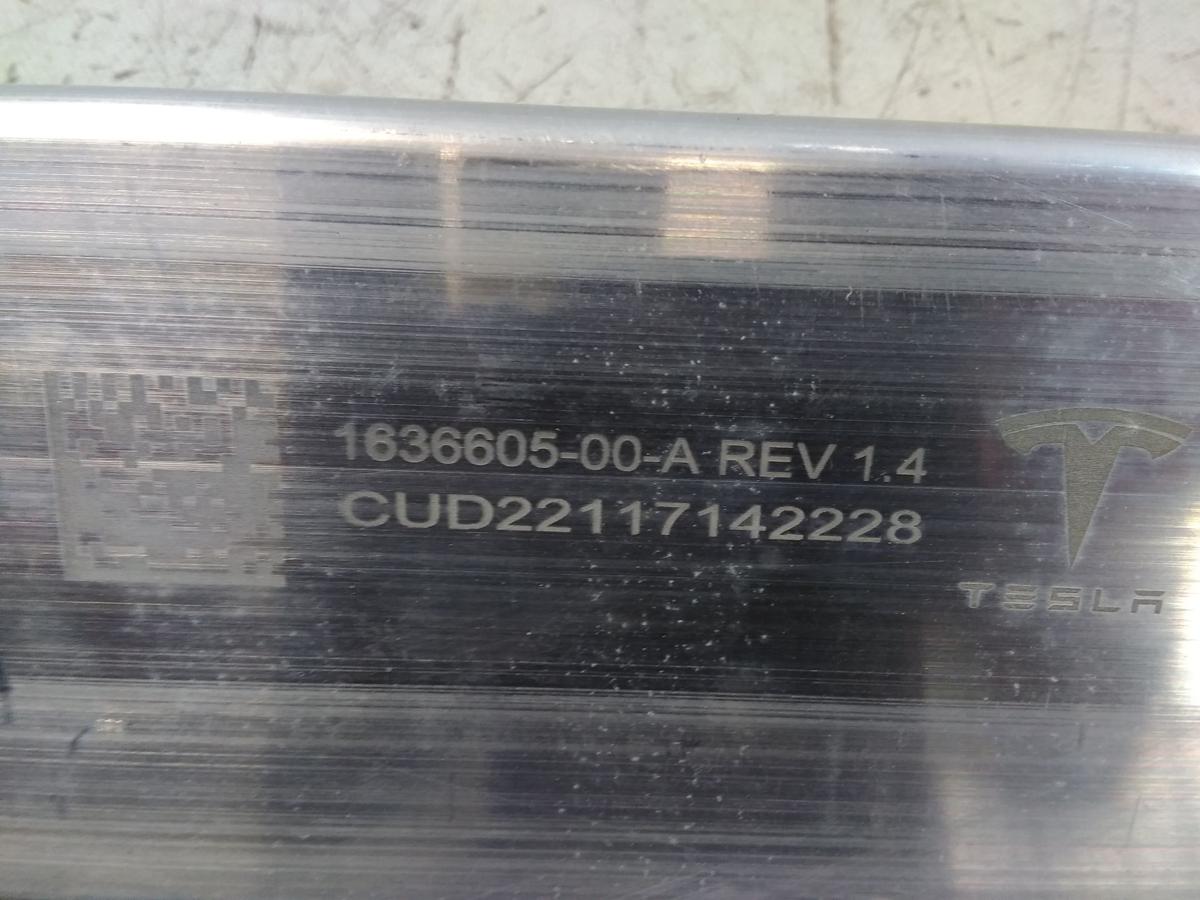 1636605-00-A REV 1.4
CUD22117142228
TESLA